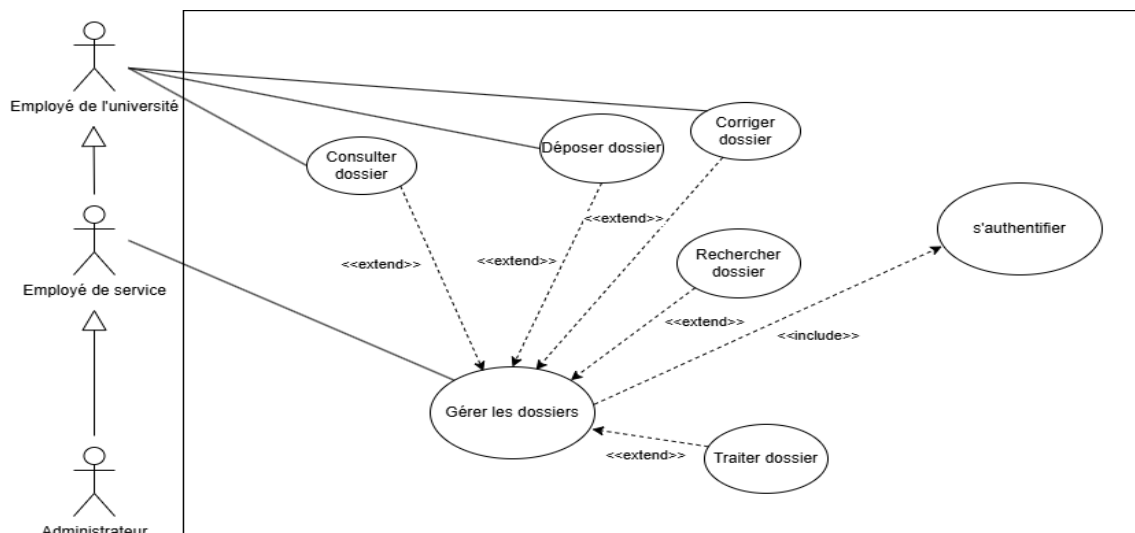 Employé de l'université
Corriger
dossier
Déposer dossier
Consulter
dossier
<<extend>>
s'authentifier
Rechercher
dossier
<<extend>>
<<extend>>
Employé de service
<<extend>>
<<include>>
Gérer les dossiers
<<extend>>
Traiter dossier
Administrateur